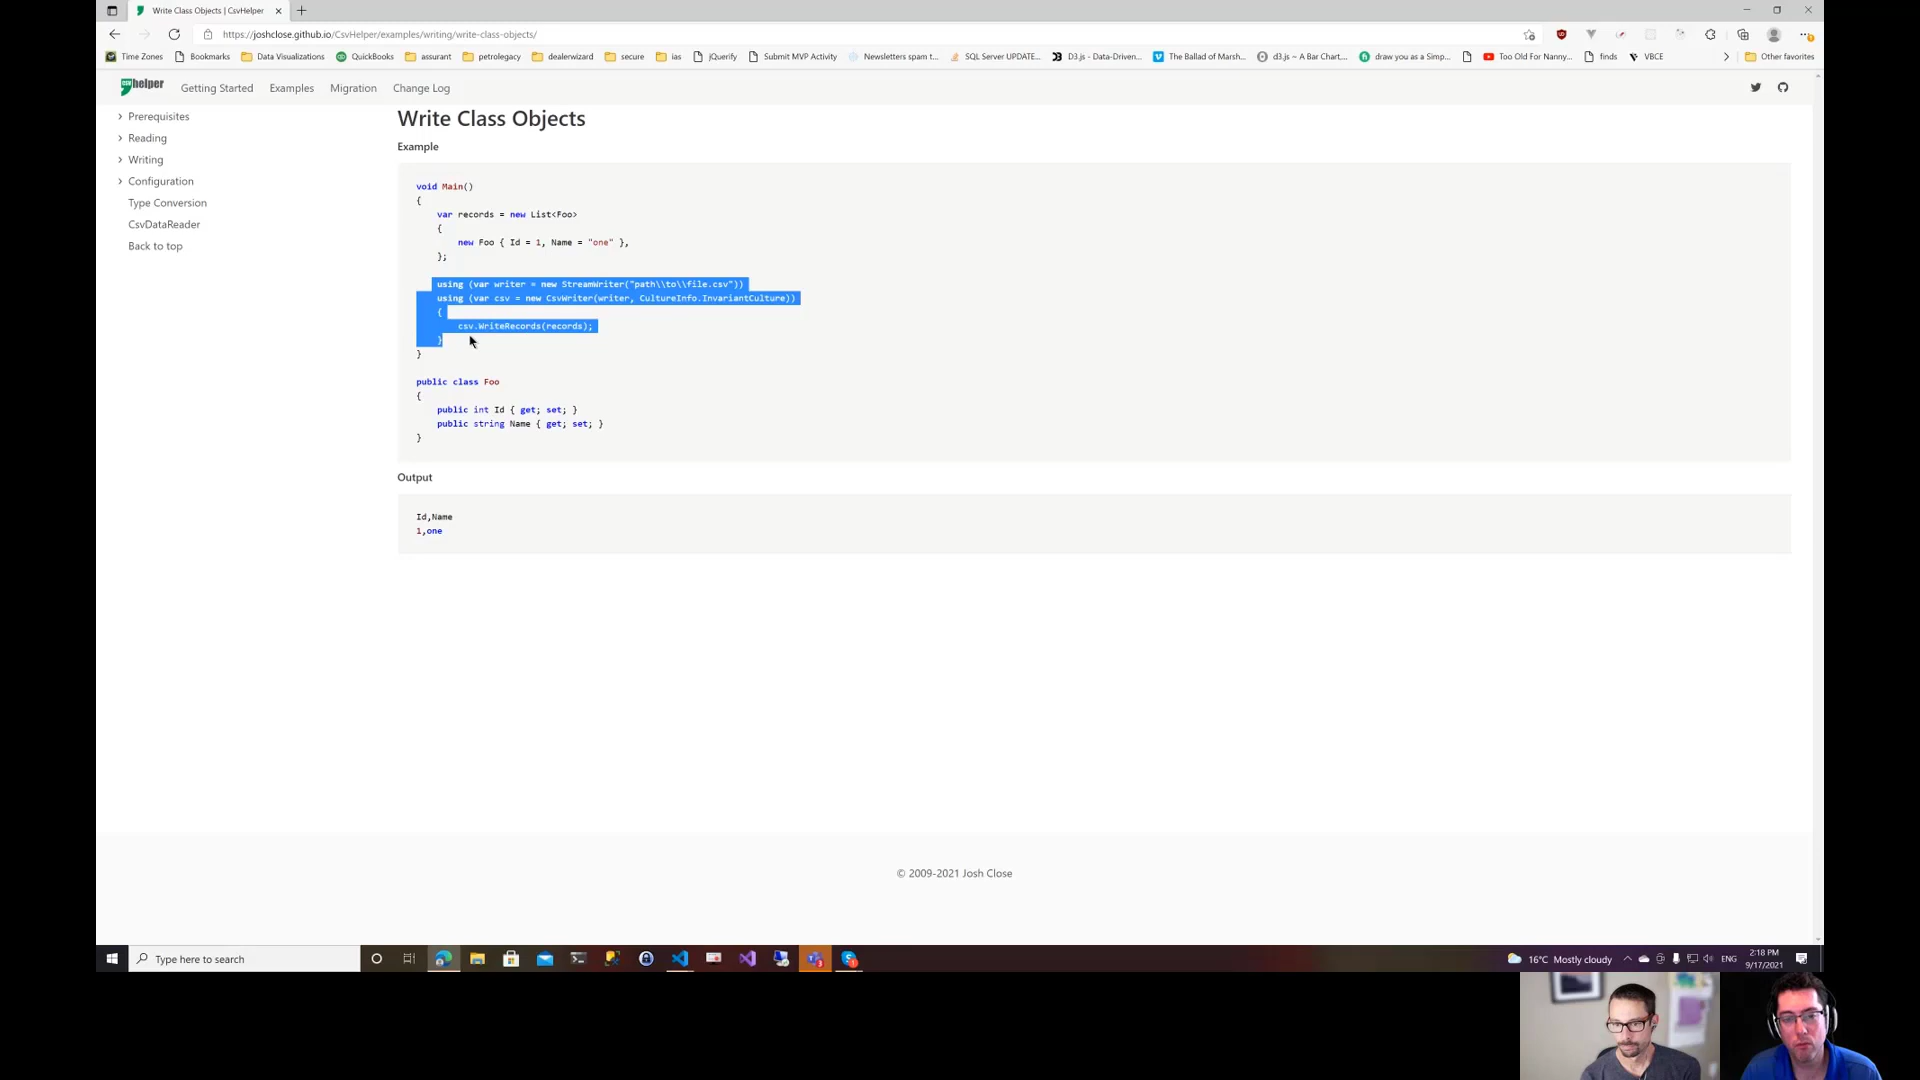 Write Class Objects | CsvHelper
https://joshclose.github.io/CsvHelper/examples/writing/write-class-objects/
Time Zones Bookmarks Data Visualizations QuickBooks assurant petrolegacy dealerwizard secure ias jQuerify Submit MVP Activity Newsletters spam t... SQL Server UPDATE... D3.js - Data-Driven... The Ballad of Marsh... d3.js ~ A Bar Chart,... draw you as a Simp... Too Old For Nanny... finds VBCE Other favorites
CSV helper Getting Started Examples Migration Change Log
Prerequisites
Reading
Writing
Configuration
Type Conversion
CsvDataReader
Back to top
Write Class Objects
Example
void Main()
{
var records = new List<Foo>
{
new Foo { Id = 1, Name = "one" },
};
using (var writer = new StreamWriter("path\\to\\file.csv"))
using (var csv = new CsvWriter(writer, CultureInfo.InvariantCulture))
{
csv.WriteRecords(records);
}
}
public class Foo
{
public int Id { get; set; }
public string Name { get; set; }
}
Output
Id,Name
1,one
© 2009-2021 Josh Close
Type here to search
16°C Mostly cloudy ENG
2:18 PM
9/17/2021